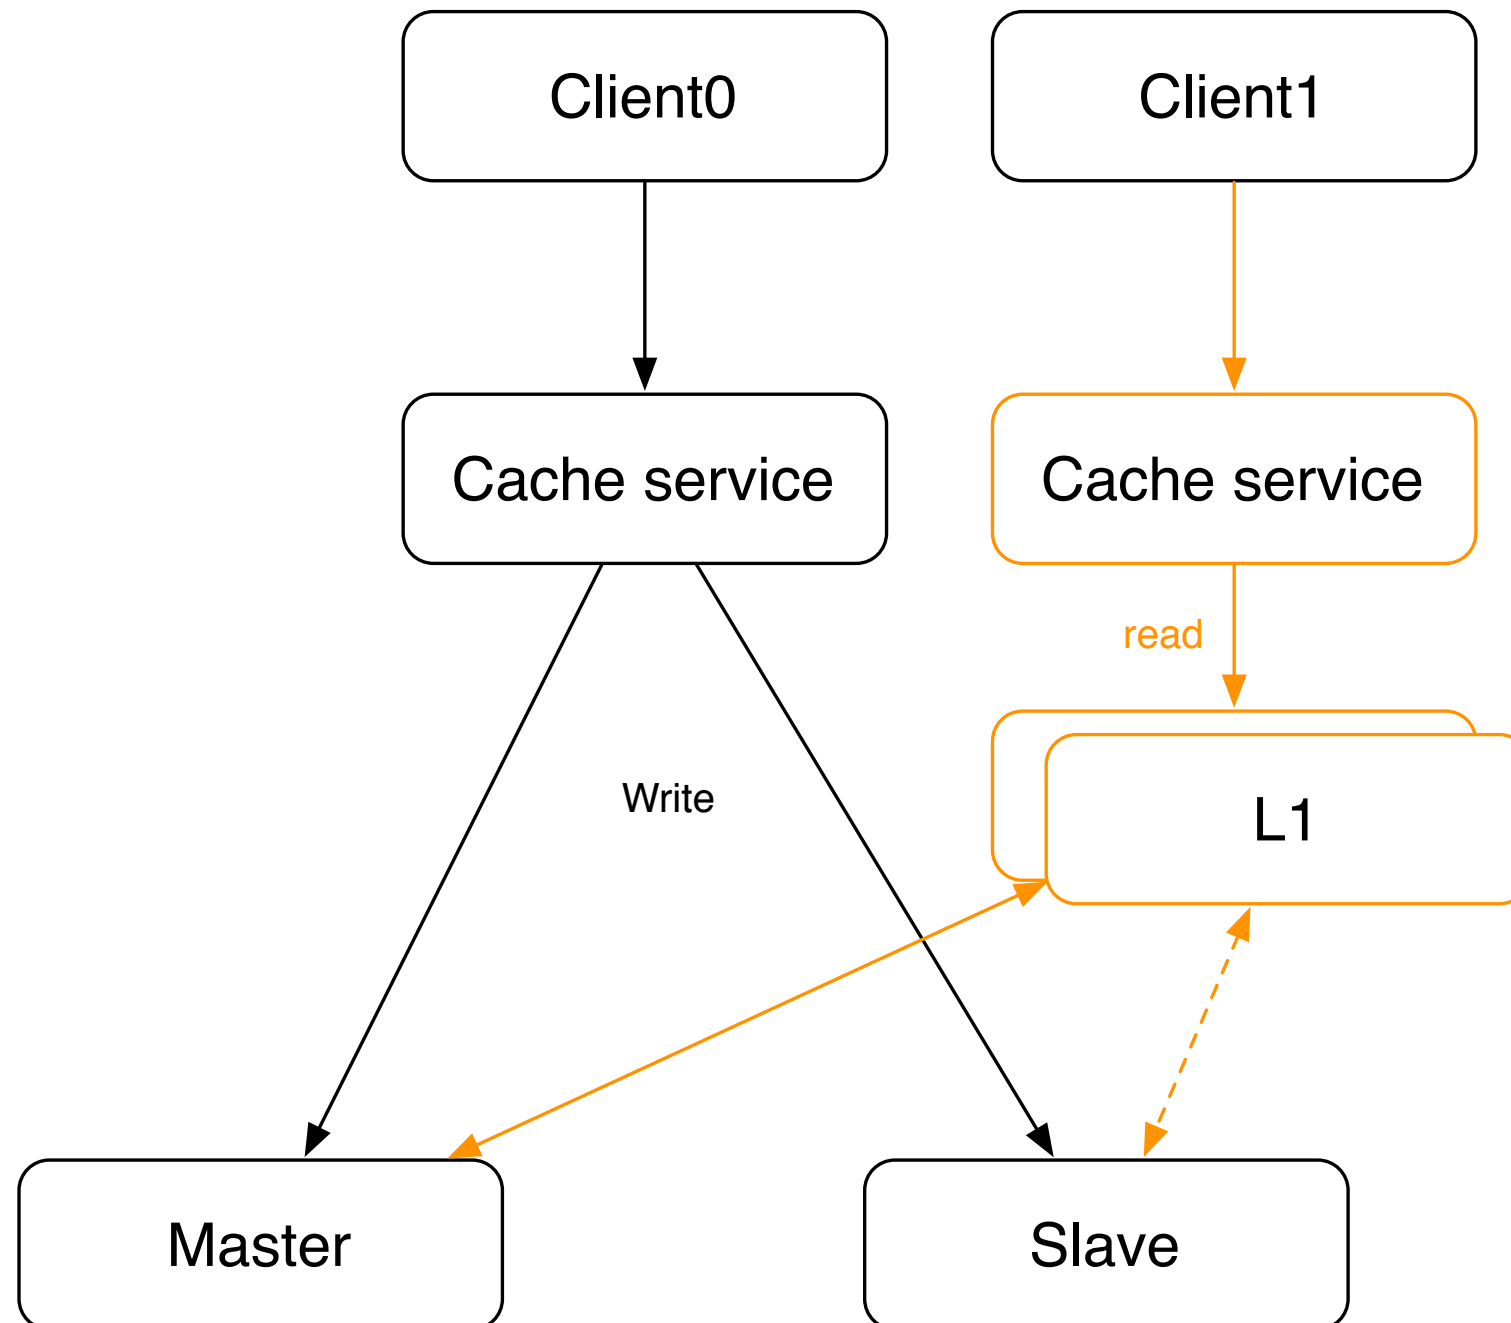 Client0
Client1
Cache service
Cache service
read
Write
L1
Master
Slave